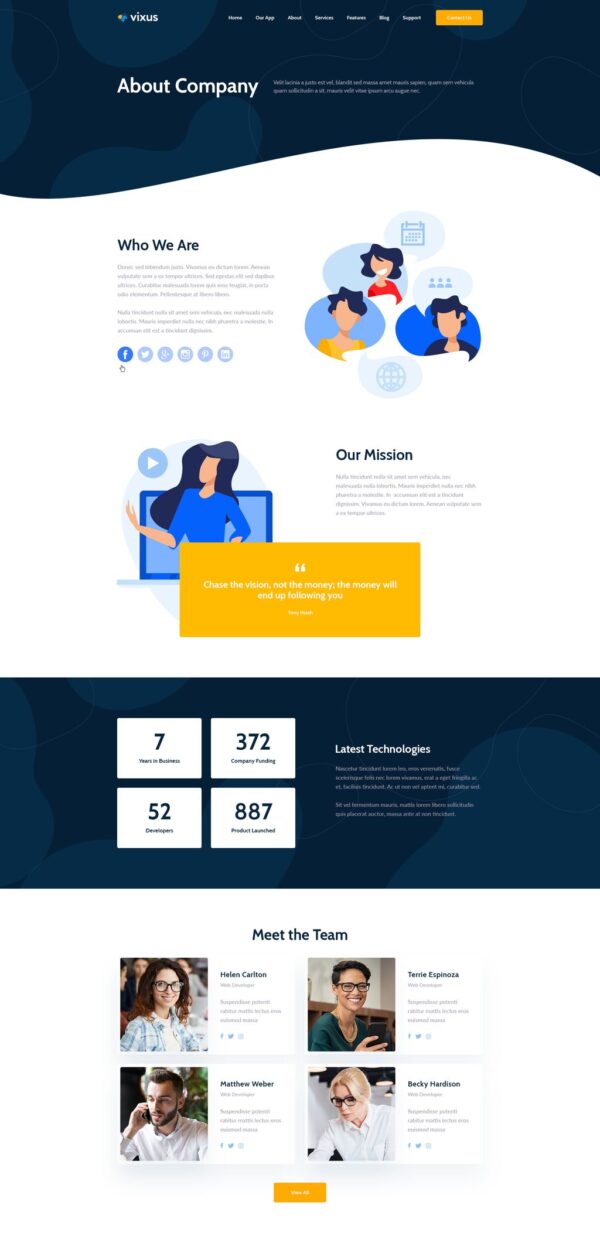 vixus
Home Our App About Services Features Blog Support Contact Us
About Company
Velit lacinia a justo est vel, blandit sed massa amet mauris sapien, quam sem vehicula
quam sollicitudin a sit, mauris velit vitae ipsum arcu augue nec.
Who We Are
Donec sed bibendum justo. Vivamus eu dictum lorem. Aenean
vulputate sem a ex tempor ultrices. Sed egestas elit sed dapibus
ultrices. Curabitur malesuada lorem quis eros feugiat, in porta
odio elementum. Pellentesque at libero libero.
Nulla tincidunt nulla sit amet sem vehicula, nec malesuada nulla
lobortis. Mauris imperdiet nulla nec nibh pharetra a molestie. In
accumsan elit est a tincidunt dignissim.
Our Mission
Nulla tincidunt nulla sit amet sem vehicula, nec
malesuada nulla lobortis. Mauris imperdiet nulla nec nibh
pharetra a molestie. In accumsan elit est a tincidunt
dignissim. Vivamus eu dictum lorem. Aenean vulputate sem
a ex tempor ultrices.
Chase the vision, not the money; the money will
end up following you
Tony Hsieh
7
Years in Business
372
Company Funding
52
Developers
887
Product Launched
Latest Technologies
Nascetur tincidunt lorem leo, eros venenatis, fusce
scelerisque felis nec lorem vivamus, erat a eget fringilla ac
et, facilisis tincidunt. Ac ut non vel aptent mi, curabitur sed.
Sit vel fermentum mauris, mattis lorem libero sollicitudin
quis placerat auctor, massa ante at non tincidunt.
Meet the Team
Helen Carlton
Web Developer
Suspendisse potenti
rabitur mattis lectus eros
euismod massa
Terrie Espinoza
Web Developer
Suspendisse potenti
rabitur mattis lectus eros
euismod massa
Matthew Weber
Web Developer
Suspendisse potenti
rabitur mattis lectus eros
euismod massa
Becky Hardison
Web Developer
Suspendisse potenti
rabitur mattis lectus eros
euismod massa
View All